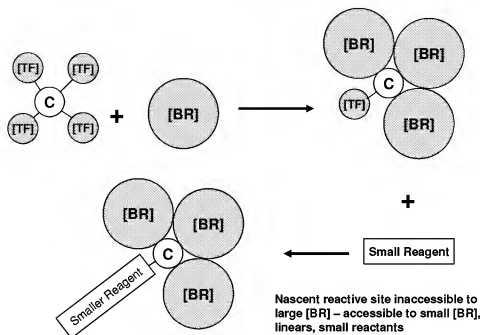 [TF]
[TF]
C
[TF]
[TF]
+
[BR]
[BR]
[BR]
C
[TF]
[BR]
+
Small Reagent
[BR]
[BR]
C
Smaller Reagent
[BR]
Nascent reactive site inaccessible to
large [BR] – accessible to small [BR],
linears, small reactants